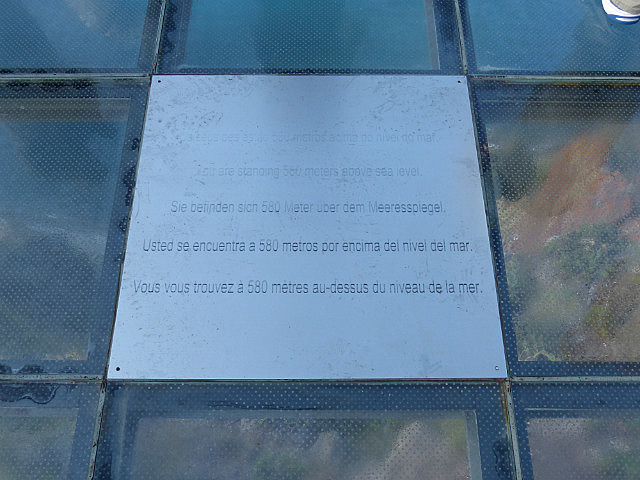 580 metros acima do nível do mar.
You are standing 580 meters above sea level.
Sie befinden sich 580 Meter über dem Meeresspiegel.
Usted se encuentra a 580 metros por encima del nivel del mar.
Vous vous trouvez à 580 mètres au-dessus du niveau de la mer.